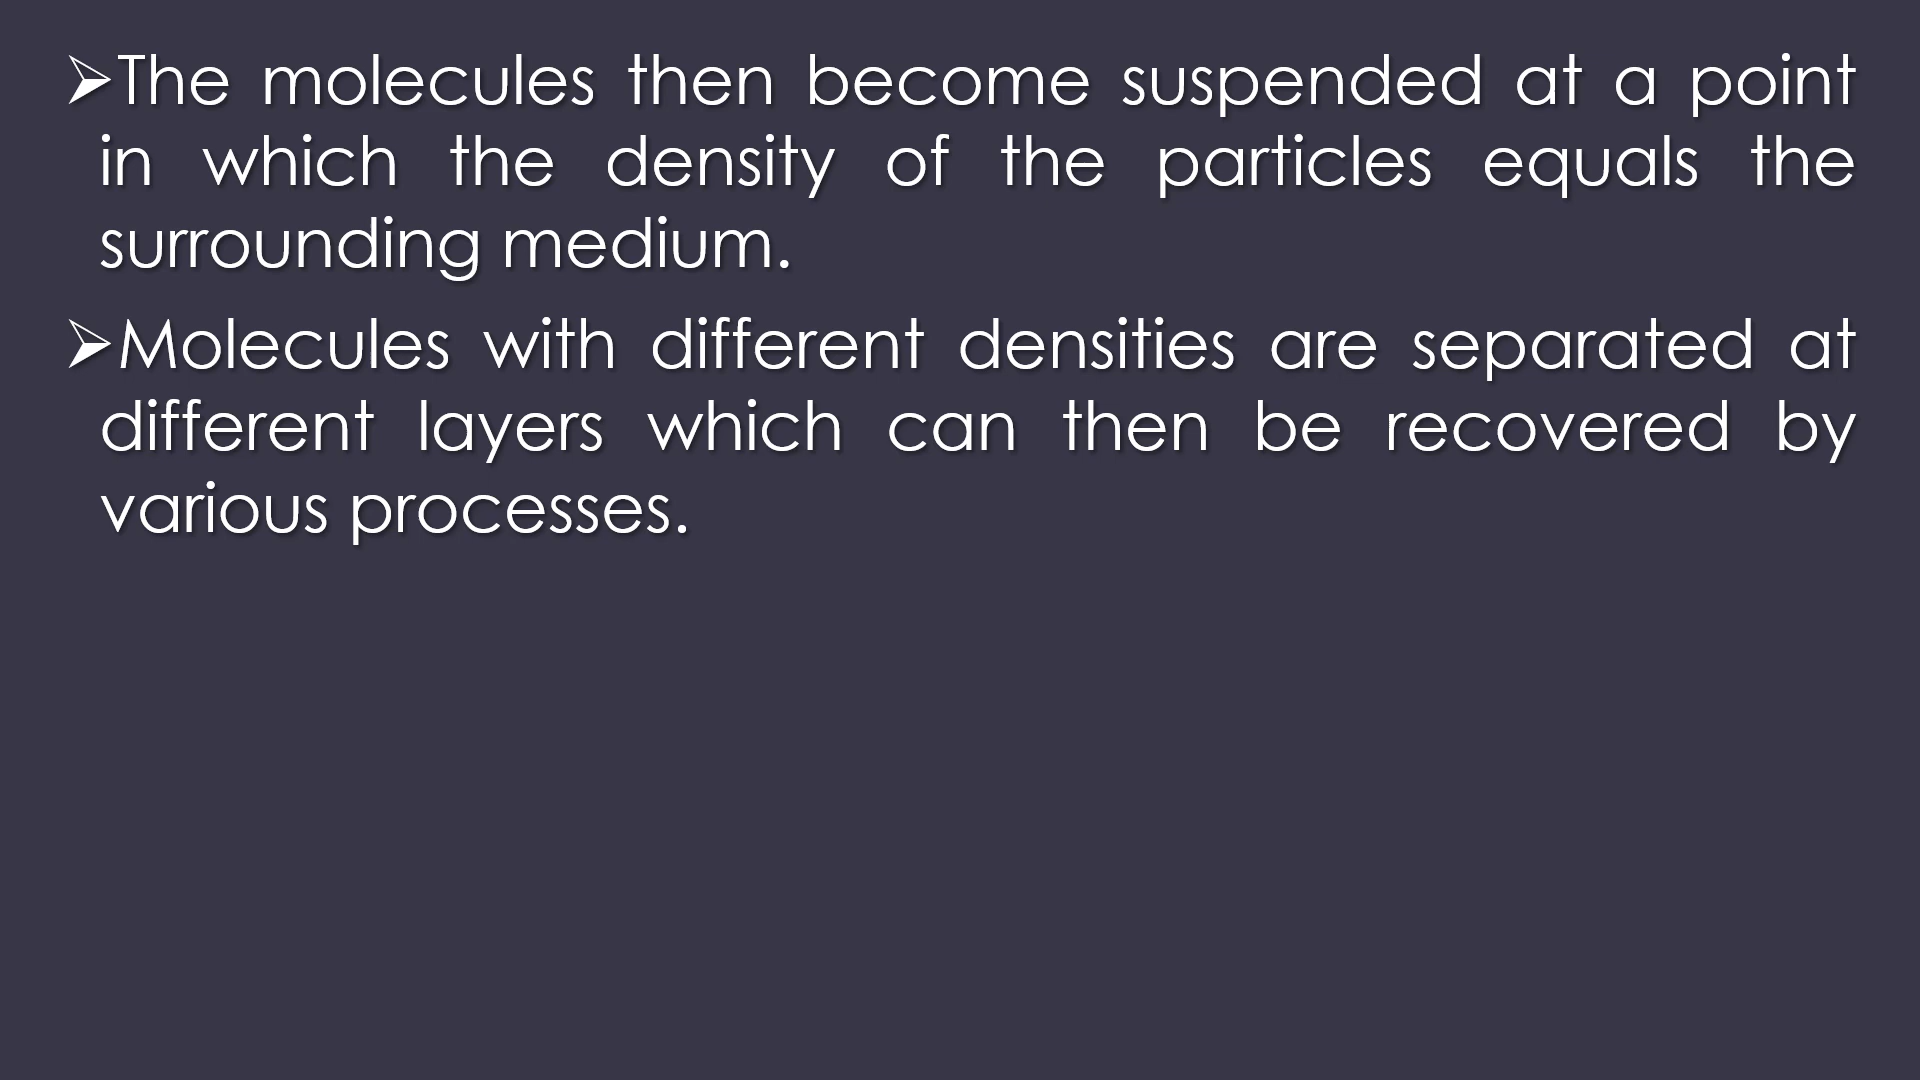 ➢The molecules then become suspended at a point
in which the density of the particles equals the
surrounding medium.
➢Molecules with different densities are separated at
different layers which can then be recovered by
various processes.